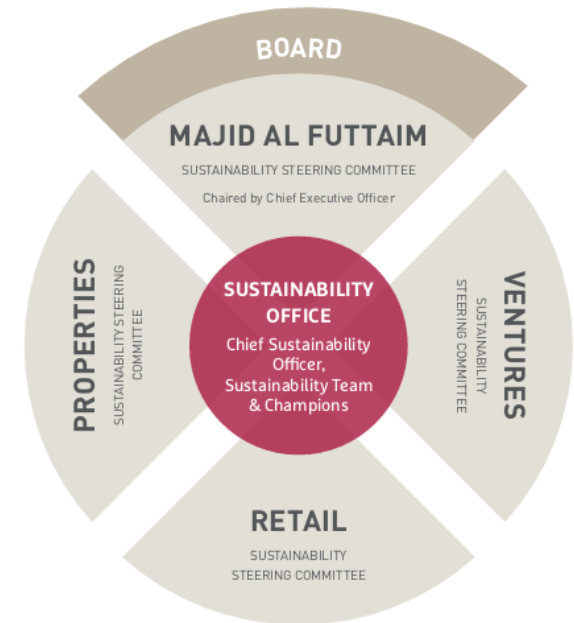 BOARD
MAJID AL FUTTAIM
SUSTAINABILITY STEERING COMMITTEE
Chaired by Chief Executive Officer
PROPERTIES
SUSTAINABILITY STEERING
COMMITTEE
SUSTAINABILITY
OFFICE
Chief Sustainability
Officer,
Sustainability Team
& Champions
VENTURES
SUSTAINABILITY
STEERING COMMITTEE
RETAIL
SUSTAINABILITY
STEERING COMMITTEE